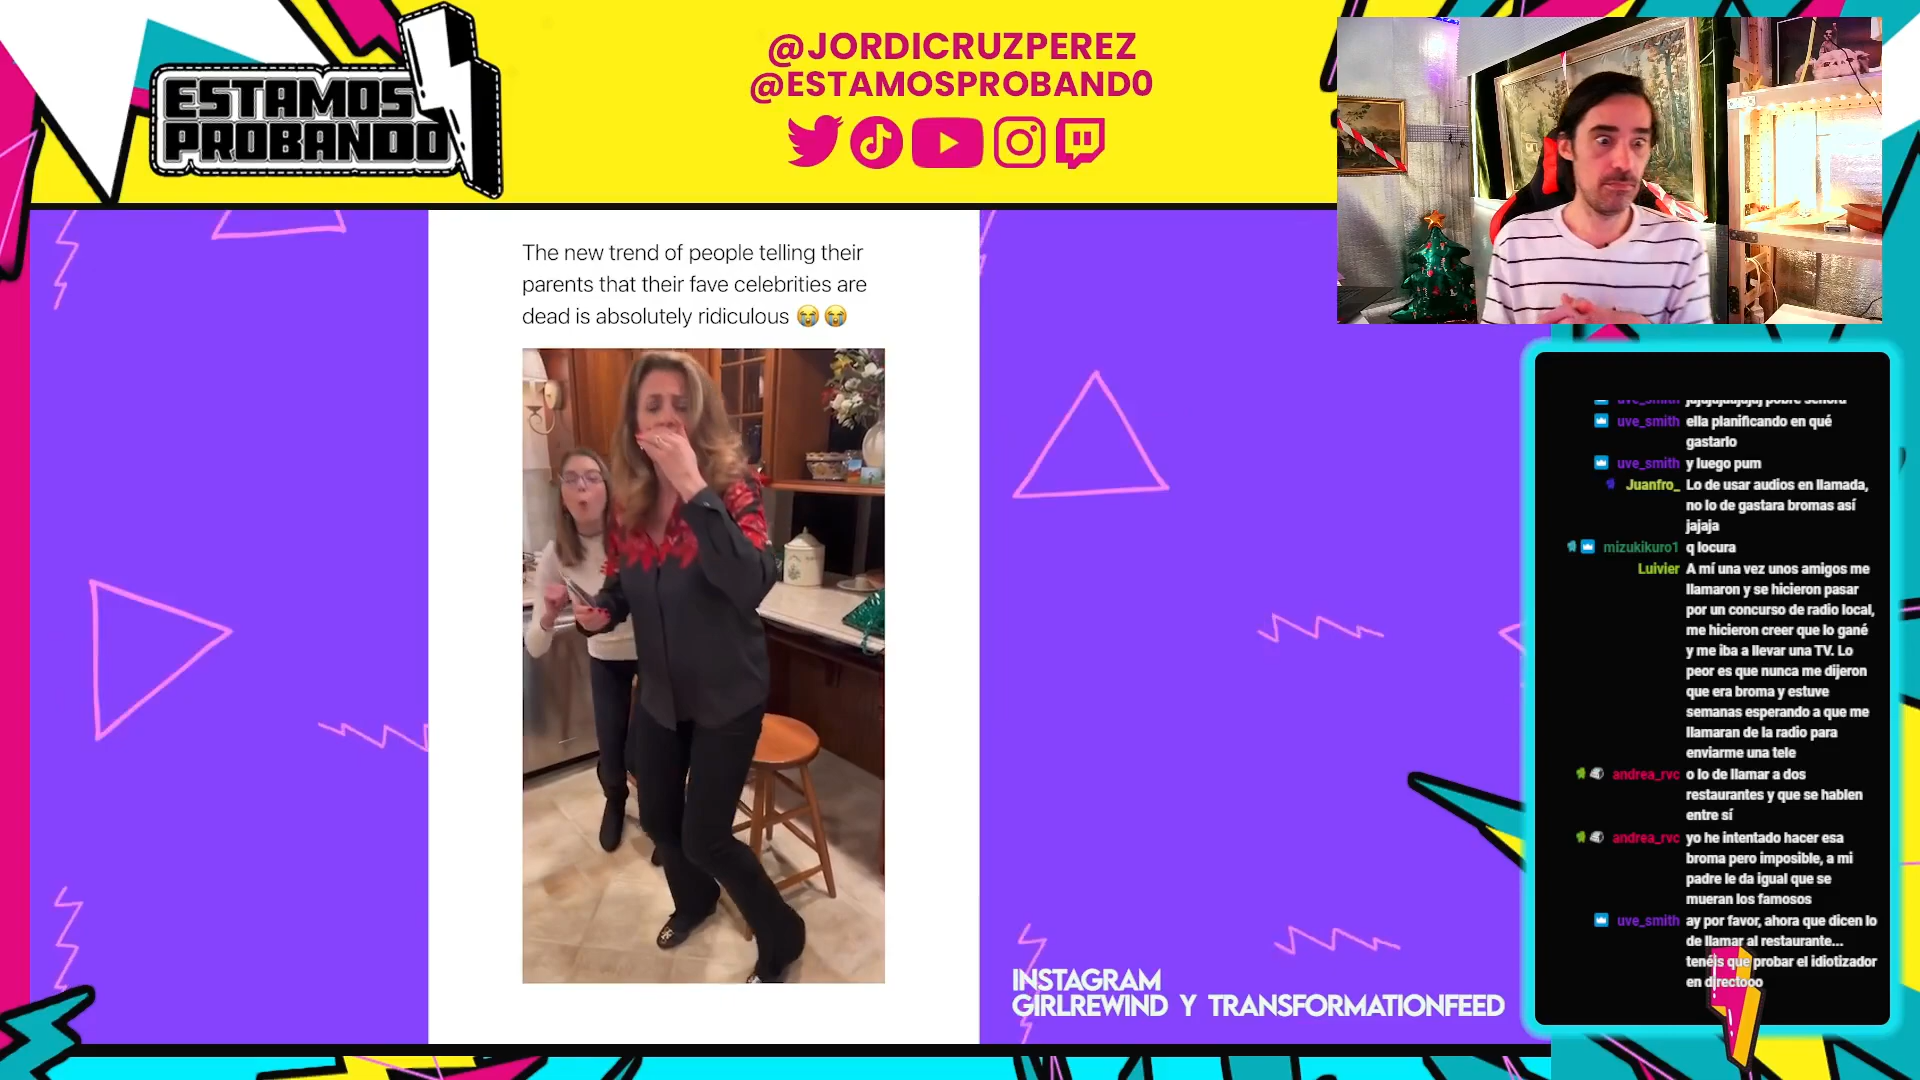 ESTAMOS
PROBANDO
@JORDICRUZPEREZ
@ESTAMOSPROBAND0
The new trend of people telling their
parents that their fave celebrities are
dead is absolutely ridiculous 😭😭
INSTAGRAM
GIRLREWIND Y TRANSFORMATIONFEED
uve_smith ella planificando en qué
gastarlo
uve_smith y luego pum
Juanfro_ Lo de usar audios en llamada,
no lo de gastara bromas así
jajaja
mizukikuro1 q locura
Luivier A mí una vez unos amigos me
llamaron y se hicieron pasar
por un concurso de radio local,
me hicieron creer que lo gané
y me iba a llevar una TV. Lo
peor es que nunca me dijeron
que era broma y estuve
semanas esperando a que me
llamaran de la radio para
enviarme una tele
andrea_rvc o lo de llamar a dos
restaurantes y que se hablen
entre sí
andrea_rvc yo he intentado hacer esa
broma pero imposible, a mi
padre le da igual que se
mueran los famosos
uve_smith ay por favor, ahora que dicen lo
de llamar al restaurante...
tenéis que probar el idiotizador
en directooo